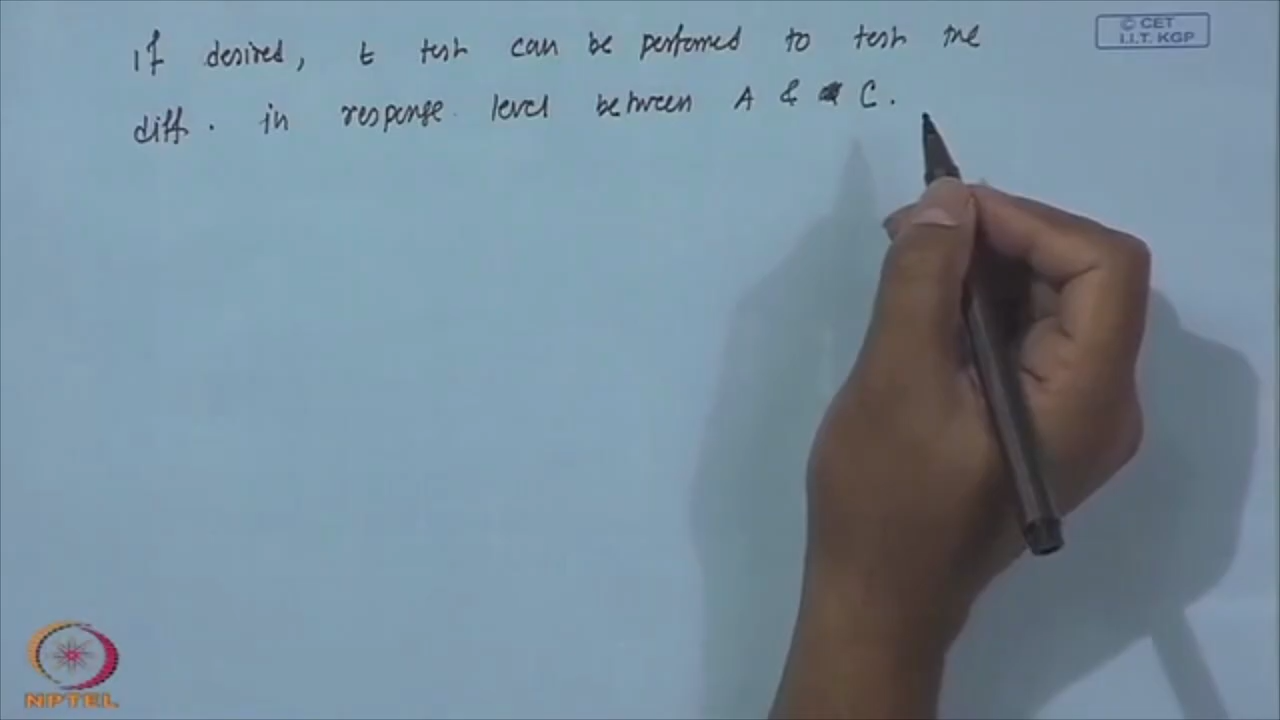 If desired, t test can be performed to test the
diff. in response level between A & C.
© CET
I.I.T. KGP
NPTEL